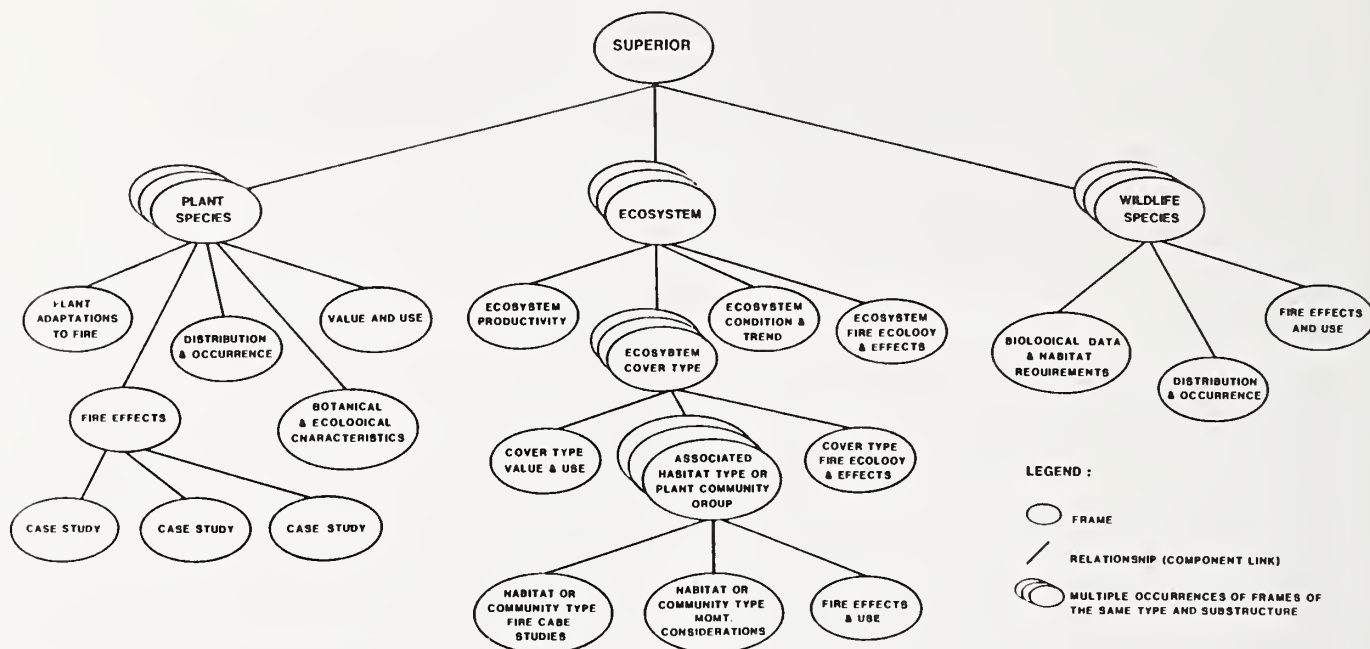 SUPERIOR
PLANT
SPECIES
ECOSYSTEM
WILDLIFE
SPECIES
PLANT
ADAPTATIONS
TO FIRE
DISTRIBUTION
& OCCURRENCE
VALUE AND USE
ECOSYSTEM
PRODUCTIVITY
ECOSYSTEM
COVER TYPE
ECOSYSTEM
CONDITION &
TREND
ECOSYSTEM
FIRE ECOLOGY
& EFFECTS
BIOLOGICAL DATA
& HABITAT
REQUIREMENTS
DISTRIBUTION
& OCCURRENCE
FIRE EFFECTS
AND USE
FIRE EFFECTS
BOTANICAL
& ECOLOGICAL
CHARACTERISTICS
COVER TYPE
VALUE & USE
ASSOCIATED
HABITAT TYPE OR
PLANT COMMUNITY
GROUP
COVER TYPE
FIRE ECOLOGY
& EFFECTS
CASE STUDY
CASE STUDY
CASE STUDY
HABITAT OR
COMMUNITY TYPE
FIRE CASE
STUDIES
HABITAT OR
COMMUNITY TYPE
MGMT.
CONSIDERATIONS
FIRE EFFECTS
& USE
LEGEND :
FRAME
RELATIONSHIP (COMPONENT LINK)
MULTIPLE OCCURRENCES OF FRAMES OF
THE SAME TYPE AND SUBSTRUCTURE